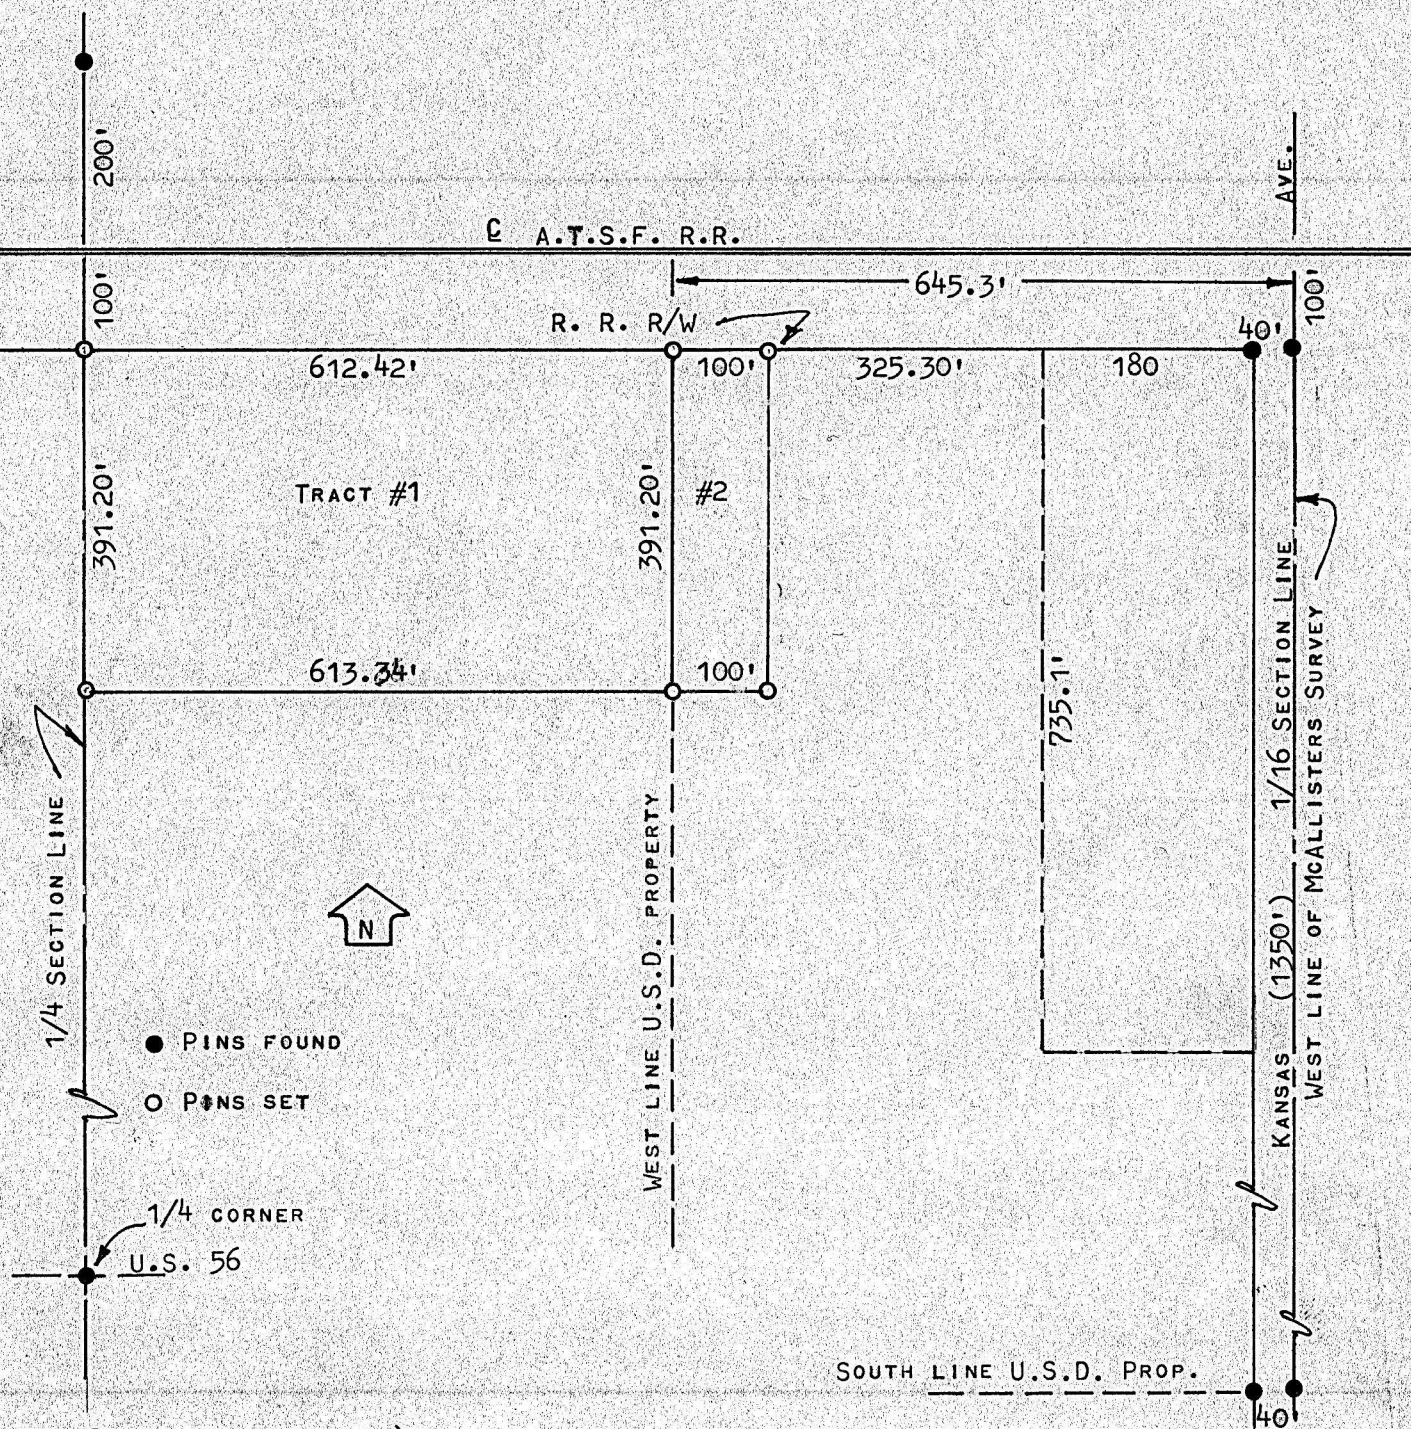 200'
AVE.
℄ A.T.S.F. R.R.
100'
645.3'
100'
R. R. R/W
40'
612.42'
100'
325.30'
180
391.20'
TRACT #1
391.20'
#2
613.34'
100'
735.1'
1/16 SECTION LINE
WEST LINE OF MCALLISTERS SURVEY
KANSAS (1350')
1/4 SECTION LINE
WEST LINE U.S.D. PROPERTY
N
PINS FOUND
PINS SET
1/4 CORNER
U.S. 56
SOUTH LINE U.S.D. PROP.
40'